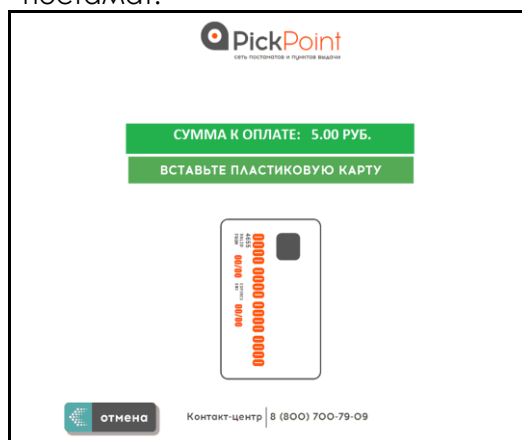 постамат.
PickPoint
сеть постаматов и пунктов выдачи
СУММА К ОПЛАТЕ: 5.00 РУБ.
ВСТАВЬТЕ ПЛАСТИКОВУЮ КАРТУ
0000 0000 0000 0000
4655
00/00
00/00
отмена
Контакт-центр 8 (800) 700-79-09